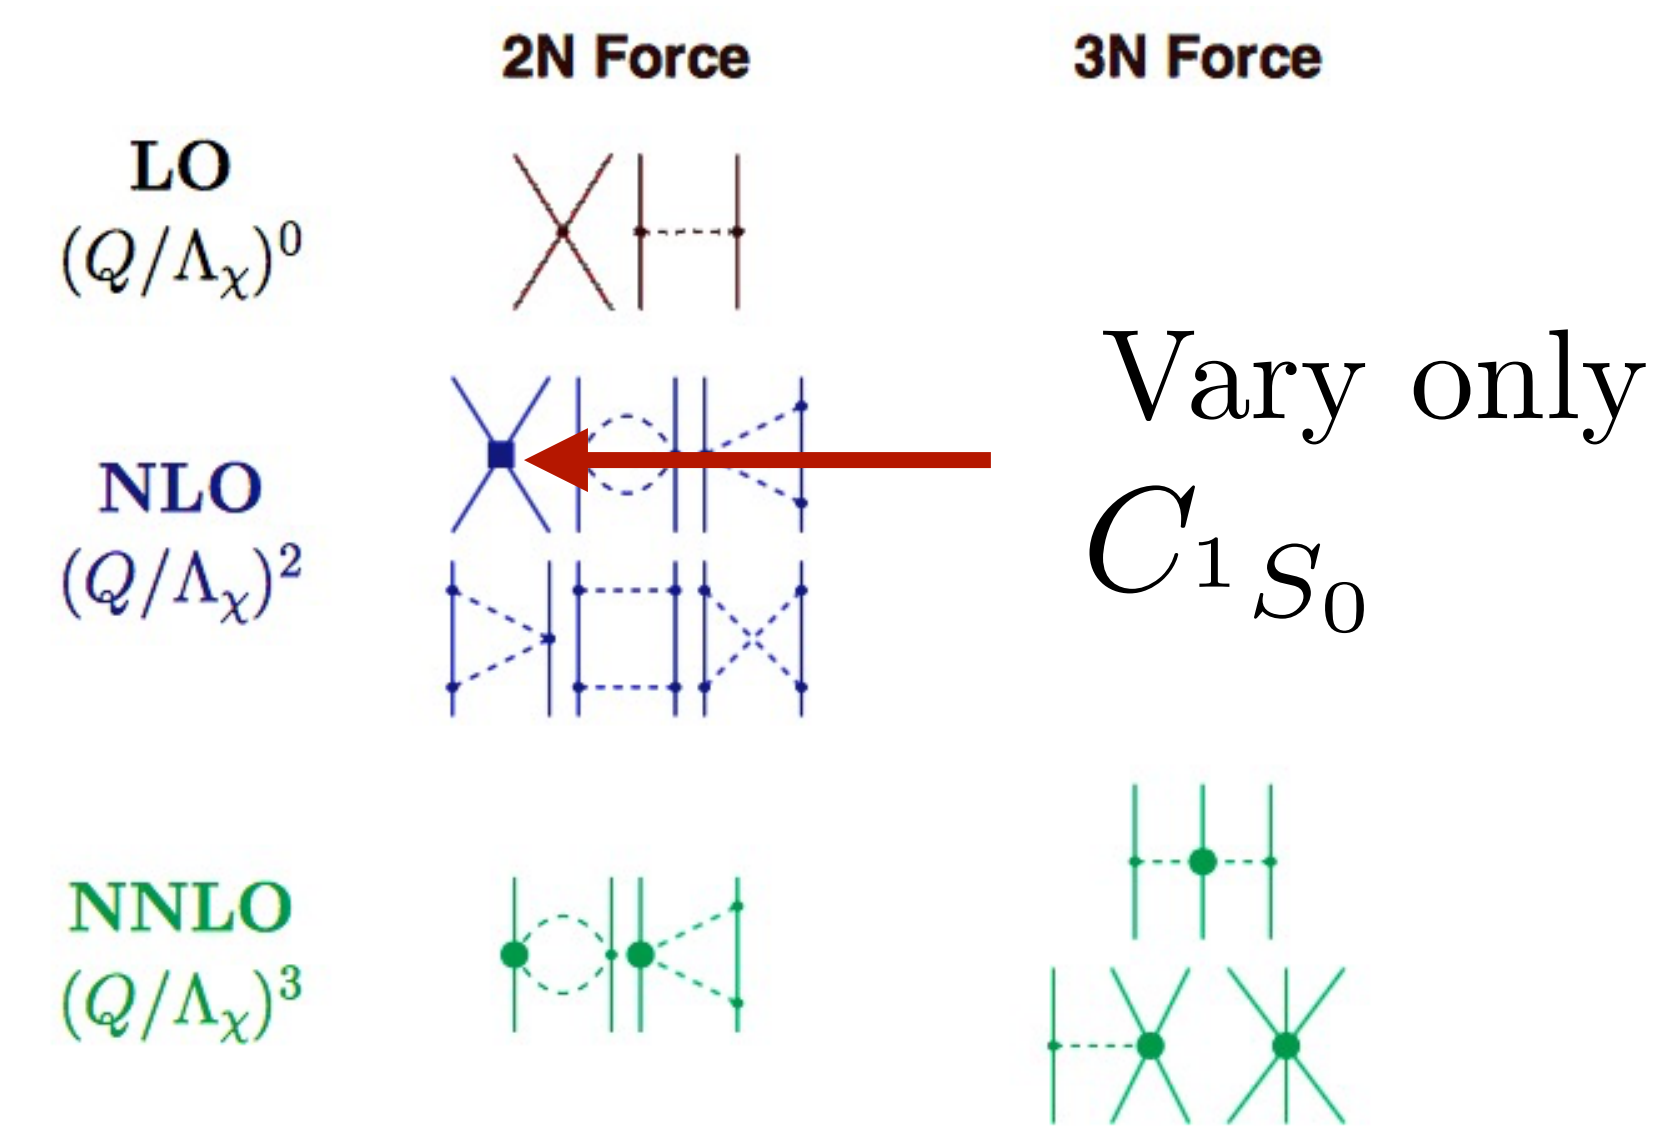 2N Force 3N Force
LO
(Q/Λχ)⁰
Vary only
C₁S₀
NLO
(Q/Λχ)²
NNLO
(Q/Λχ)³